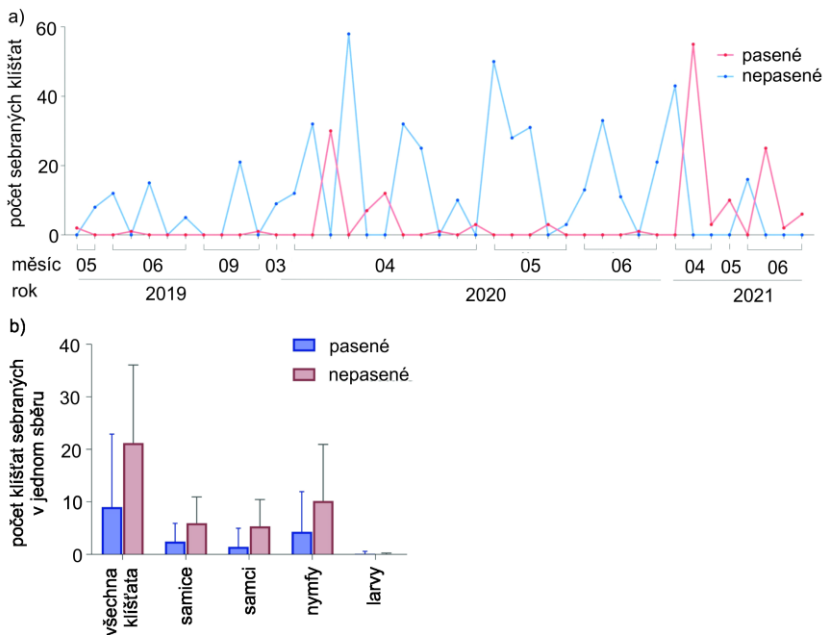 a)
60
40
20
0
počet sebraných klíšťat
pasené
nepasené
měsíc 05 06 09 03 04 05 06 04 05 06
rok 2019 2020 2021
b)
40
30
20
10
0
počet klíšťat sebraných
v jednom sběru
pasené
nepasené
všechna
klíšťata
samice
samci
nymfy
larvy